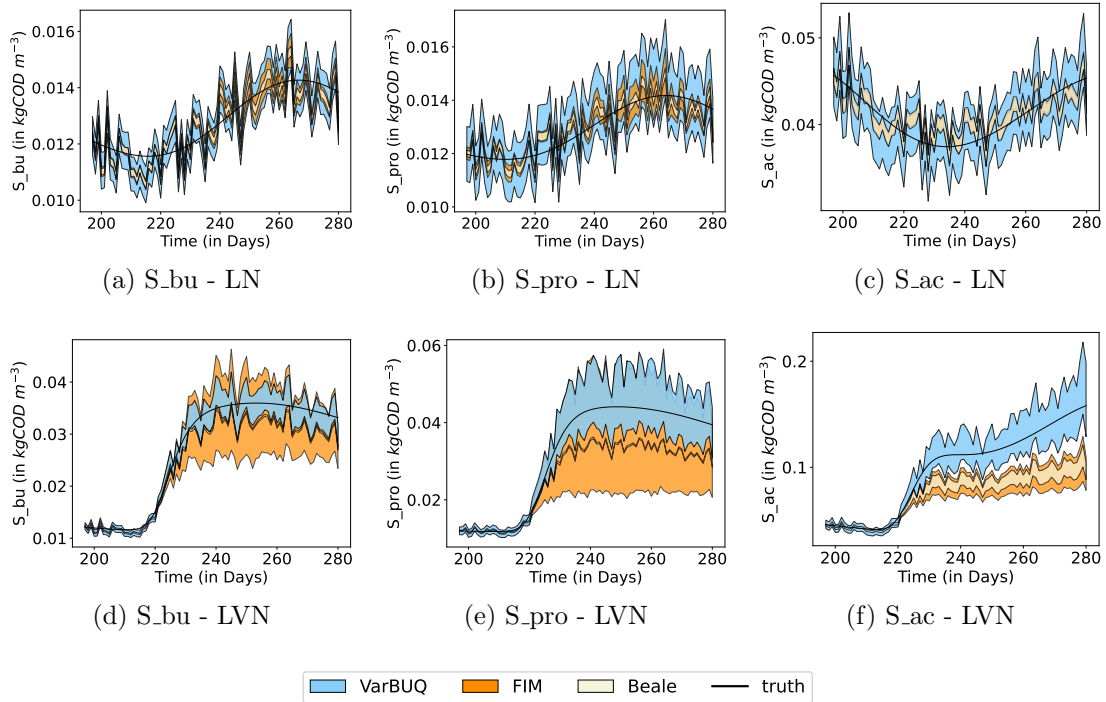 S_bu (in kgCOD m⁻³)
0.016
0.014
0.012
0.010
200 220 240 260 280
Time (in Days)
(a) S_bu - LN
S_pro (in kgCOD m⁻³)
0.016
0.014
0.012
0.010
200 220 240 260 280
Time (in Days)
(b) S_pro - LN
S_ac (in kgCOD m⁻³)
0.05
0.04
200 220 240 260 280
Time (in Days)
(c) S_ac - LN
S_bu (in kgCOD m⁻³)
0.04
0.03
0.02
0.01
200 220 240 260 280
Time (in Days)
(d) S_bu - LVN
S_pro (in kgCOD m⁻³)
0.06
0.04
0.02
200 220 240 260 280
Time (in Days)
(e) S_pro - LVN
S_ac (in kgCOD m⁻³)
0.2
0.1
200 220 240 260 280
Time (in Days)
(f) S_ac - LVN
VarBUQ FIM Beale truth